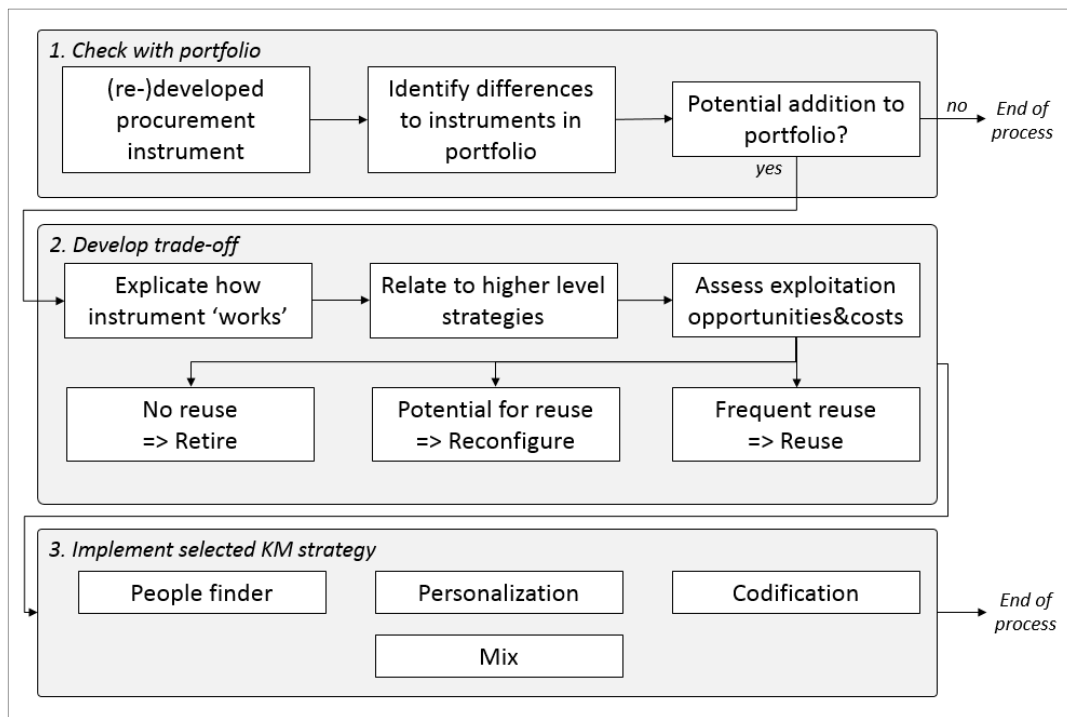 1. Check with portfolio
(re-)developed
procurement
instrument
Identify differences
to instruments in
portfolio
Potential addition to
portfolio?
no
End of
process
yes
2. Develop trade-off
Explicate how
instrument ‘works’
Relate to higher level
strategies
Assess exploitation
opportunities&costs
No reuse
=> Retire
Potential for reuse
=> Reconfigure
Frequent reuse
=> Reuse
3. Implement selected KM strategy
People finder
Personalization
Codification
Mix
End of
process